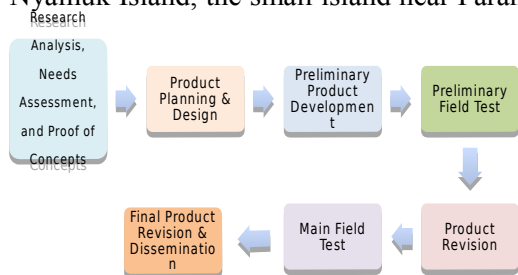 Nyamuk Island, the small island near Parul
Research
Analysis,
Needs
Assessment,
and Proof of
Concepts
Product
Planning &
Design
Preliminary
Product
Developmen
t
Preliminary
Field Test
Final Product
Revision &
Disseminatio
n
Main Field
Test
Product
Revision